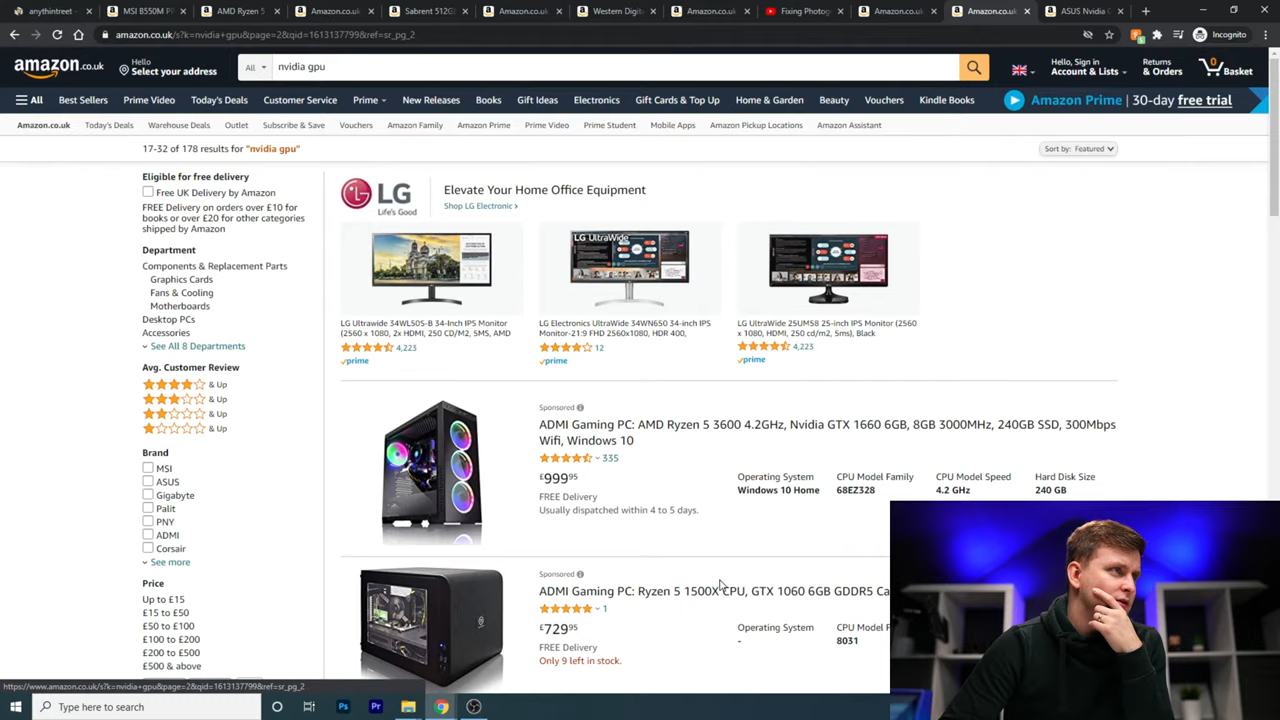 anythintreet
MSI B550M P
AMD Ryzen 5
Amazon.cou
Sabrent 512G
Amazon.co.u
Western Digit
Amazon.co.u
Fixing Photog
Amazon.co.u
Amazon.co.u
ASUS Nvidia G
amazon.co.uk/s?k=nvidia+gpu&page=2&qid=1613137799&ref=sr_pg_2
Incognito
amazon.co.uk
Hello
Select your address
All
nvidia gpu
Hello, Sign in
Account & Lists
Returns
& Orders
0
Basket
All
Best Sellers
Prime Video
Today's Deals
Customer Service
Prime
New Releases
Books
Gift Ideas
Electronics
Gift Cards & Top Up
Home & Garden
Beauty
Vouchers
Kindle Books
Amazon Prime | 30-day free trial
Amazon.co.uk
Today's Deals
Warehouse Deals
Outlet
Subscribe & Save
Vouchers
Amazon Family
Amazon Prime
Prime Video
Prime Student
Mobile Apps
Amazon Pickup Locations
Amazon Assistant
17-32 of 178 results for "nvidia gpu"
Sort by: Featured
Eligible for free delivery
Free UK Delivery by Amazon
FREE Delivery on orders over £10 for
books or over £20 for other categories
shipped by Amazon
Department
Components & Replacement Parts
Graphics Cards
Fans & Cooling
Motherboards
Desktop PCs
Accessories
See All 8 Departments
Avg. Customer Review
& Up
& Up
& Up
& Up
Brand
MSI
ASUS
Gigabyte
Palit
PNY
ADMI
Corsair
See more
Price
Up to £15
£15 to £50
£50 to £100
£100 to £200
£200 to £500
£500 & above
LG
Life's Good
Elevate Your Home Office Equipment
Shop LG Electronic
LG UltraWide
LG Ultrawide 34WL50S-B 34-Inch IPS Monitor
(2560 x 1080, 2x HDMI, 250 CD/M2, 5MS, AMD
4,223
prime
LG Electronics UltraWide 34WN650 34-inch IPS
Monitor-21:9 FHD 2560x1080, HDR 400,
12
prime
LG UltraWide 25UM58 25-inch IPS Monitor (2560
x 1080, HDMI, 250 cd/m2, 5ms), Black
4,223
prime
Sponsored
ADMI Gaming PC: AMD Ryzen 5 3600 4.2GHz, Nvidia GTX 1660 6GB, 8GB 3000MHz, 240GB SSD, 300Mbps
Wifi, Windows 10
335
£999.95
FREE Delivery
Usually dispatched within 4 to 5 days.
Operating System
Windows 10 Home
CPU Model Family
68EZ328
CPU Model Speed
4.2 GHz
Hard Disk Size
240 GB
Sponsored
ADMI Gaming PC: Ryzen 5 1500X CPU, GTX 1060 6GB GDDR5 Ca
1
£729.95
FREE Delivery
Only 9 left in stock.
Operating System
-
CPU Model F
8031
https://www.amazon.co.uk/s?k=nvidia+gpu&page=2&qid=1613137799&ref=sr_pg_2
Type here to search
Ps
Pr